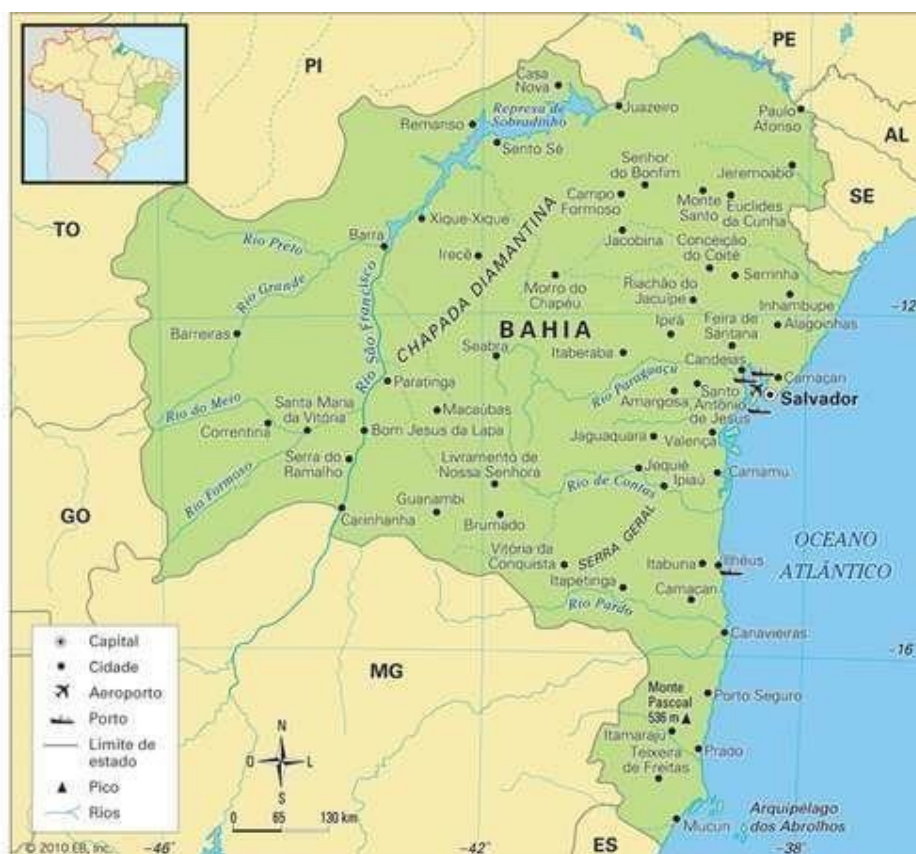 PI
PE
AL
SE
TO
GO
MG
ES
Casa
Nova
Represa de
Sobradinho
Juazeiro
Paulo
Afonso
Remanso
Sento Sé
Senhor
do Bonfim
Jeremoabo
Campo
Formoso
Monte
Santo
Euclides
da Cunha
Xique-Xique
Rio Preto
Barra
Jacobina
Conceição
do Coité
Irecê
CHAPADA DIAMANTINA
Serrinha
Rio Grande
Morro do
Chapéu
Riachão do
Jacuípe
Inhambupe
-12
Rio São Francisco
BAHIA
Ipirá
Feira de
Santana
Alagoinhas
Barreiras
Seabra
Itaberaba
Candeias
Camaçari
Paratinga
Rio Paraguaçu
Santo
Antônio
de Jesus
Salvador
Amargosa
Rio do Meio
Santa Maria
da Vitória
Macaúbas
Correntina
Bom Jesus da Lapa
Jaguaquara
Valença
Serra do
Ramalho
Livramento de
Nossa Senhora
Jequié
Ipiaú
Camamu
Rio Formoso
Rio de Contas
Guanambi
Carinhanha
Brumado
SERRA GERAL
OCEANO
ATLÂNTICO
Vitória da
Conquista
Itabuna
Ilhéus
Itapetinga
Camacan
Rio Pardo
Canavieiras
-16
Monte
Pascoal
536 m
Porto Seguro
Itamaraju
Prado
Teixeira
de Freitas
Mucuri
Arquipélago
dos Abrolhos
Capital
Cidade
Aeroporto
Porto
Limite de
estado
Pico
Rios
N
O
L
S
0 65 130 km
© 2010 EB, Inc.
-46
-42
-38